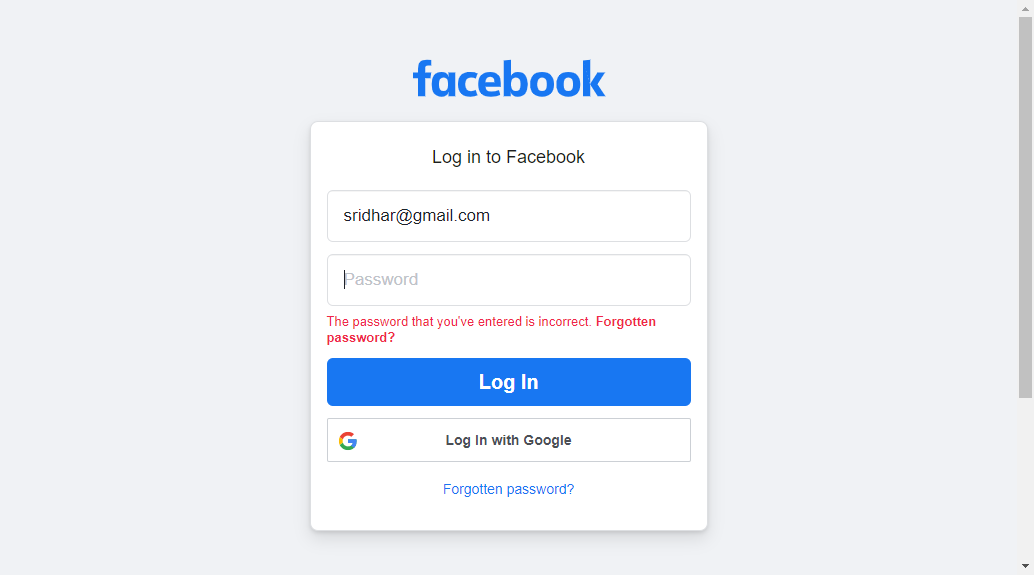 facebook
Log in to Facebook
sridhar@gmail.com
Password
The password that you've entered is incorrect. Forgotten
password?
Log In
Log In with Google
Forgotten password?